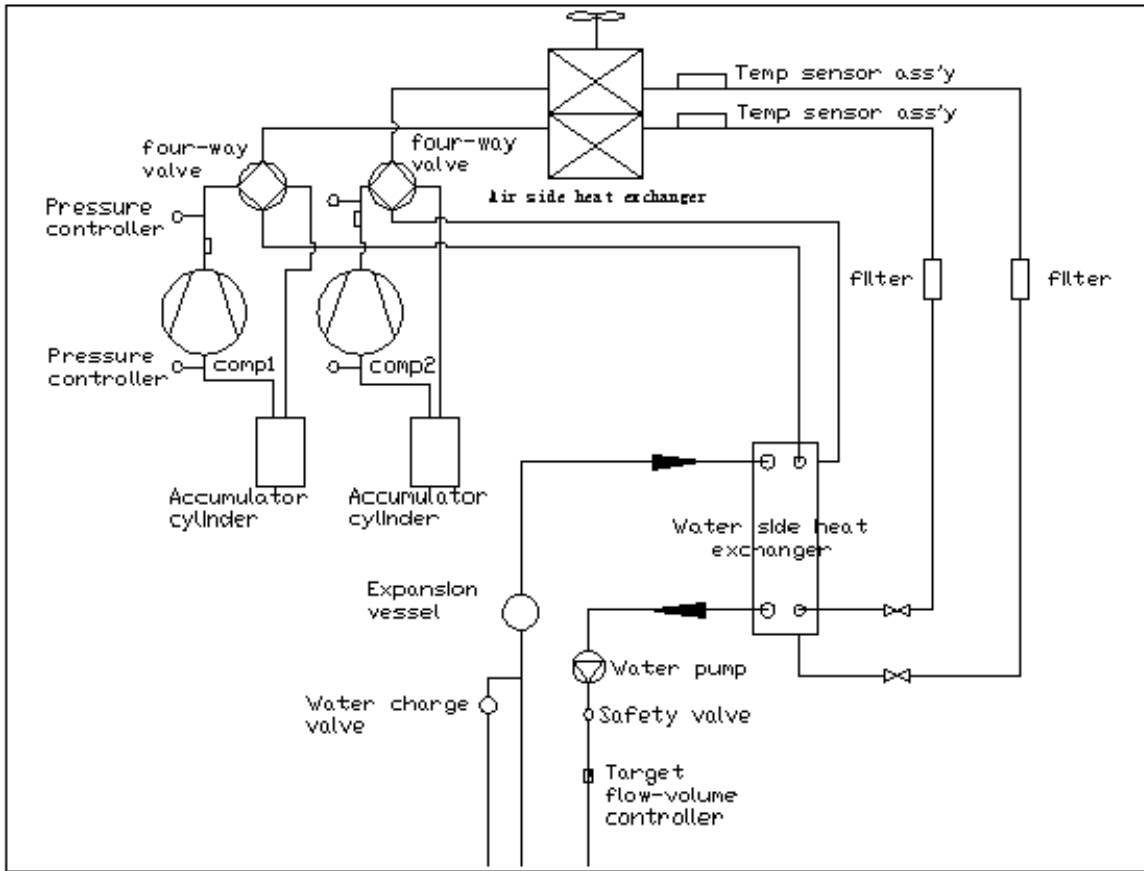 Temp sensor ass'y
Temp sensor ass'y
four-way
valve
four-way
valve
Air side heat exchanger
Pressure
controller
filter
filter
Pressure
controller
comp1
comp2
Accumulator
cylinder
Accumulator
cylinder
Water side heat
exchanger
Expansion
vessel
Water pump
Water charge
valve
Safety valve
Target
flow-volume
controller